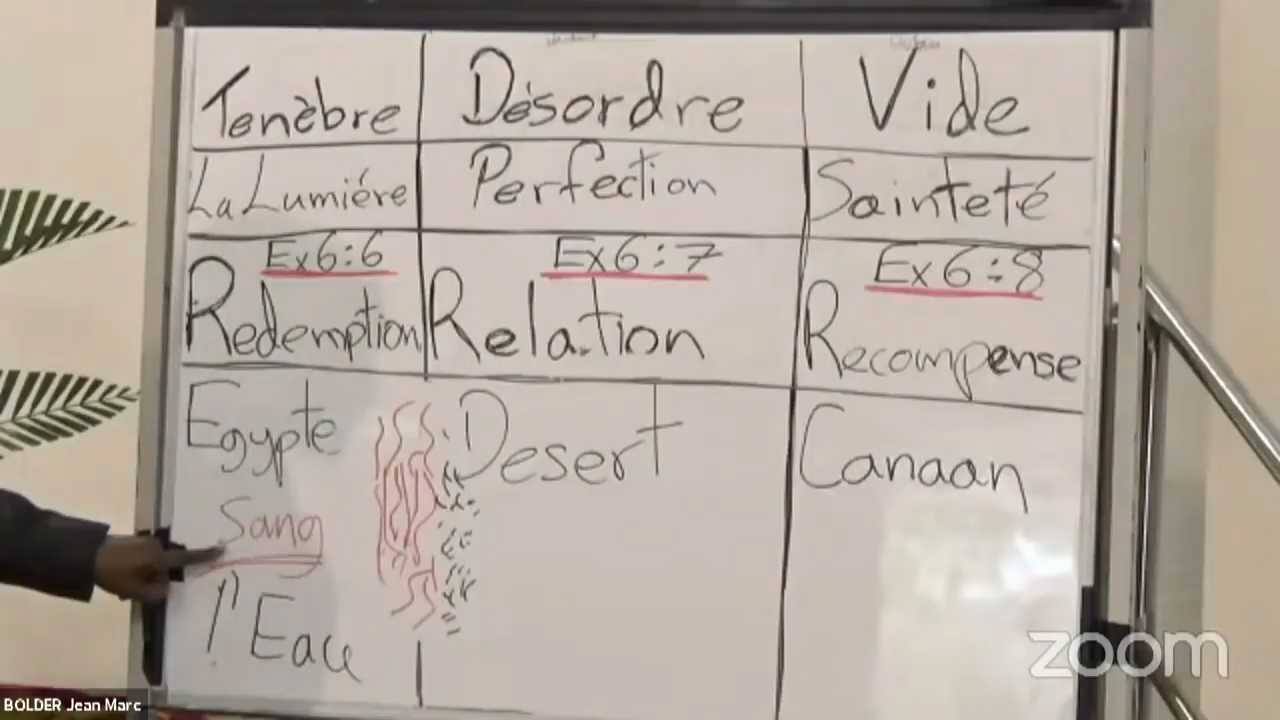 Tenèbre Désordre Vide
La Lumiére Perfection Sainteté
Ex 6:6 Ex 6:7 Ex 6:8
Redemption Relation Recompense
Egypte Desert Canaan
Sang
l'Eau
zoom
BOLDER Jean Marc